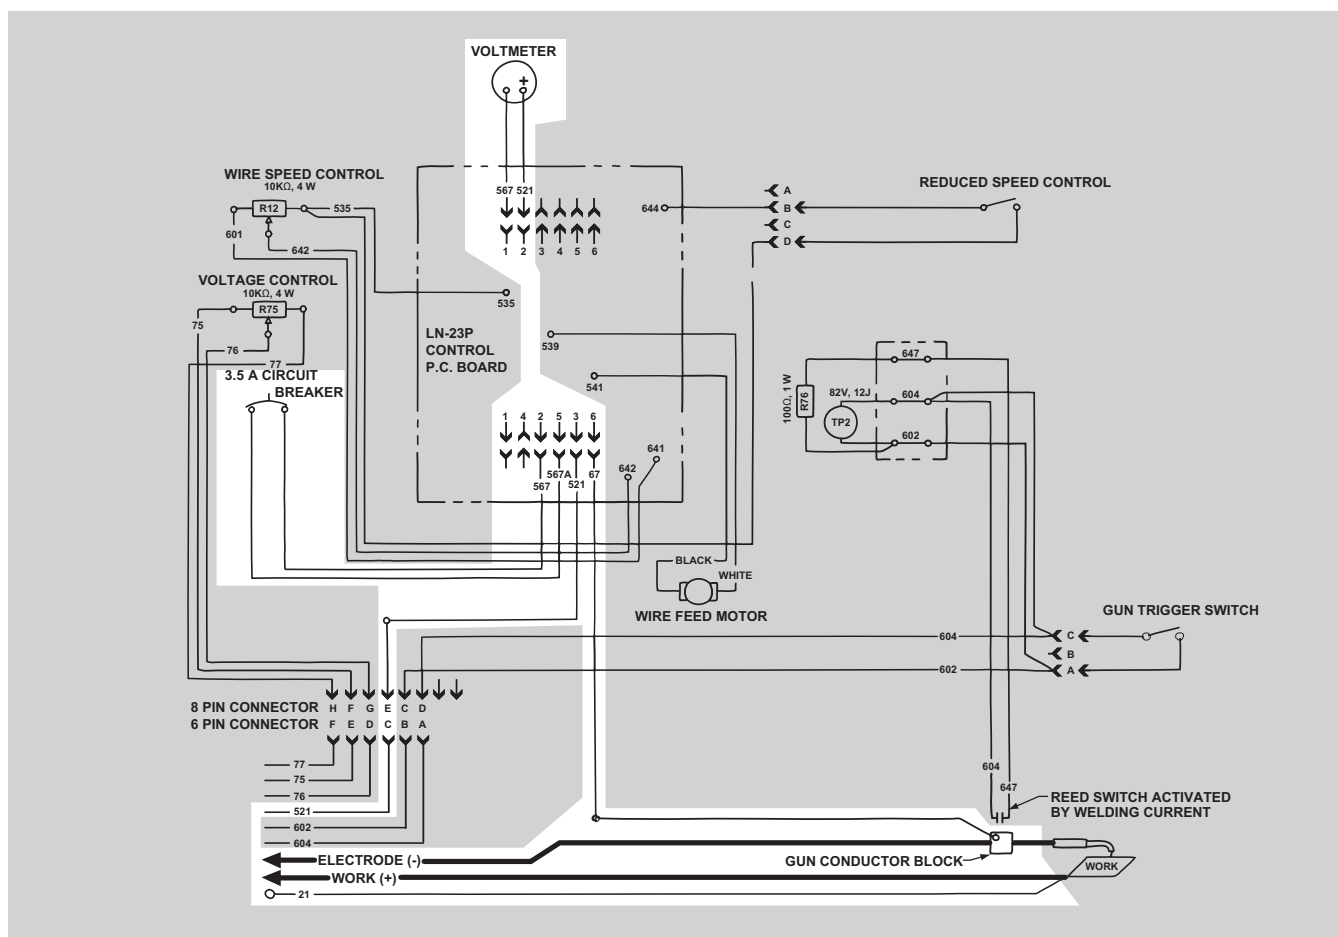 VOLTMETER
+
WIRE SPEED CONTROL
10KΩ, 4 W
R12
535
601
642
567 521
1 2 3 4 5 6
644
A
B
C
D
REDUCED SPEED CONTROL
VOLTAGE CONTROL
10KΩ, 4 W
R75
75
76
77
535
LN-23P
CONTROL
P.C. BOARD
539
541
3.5 A CIRCUIT
BREAKER
1 4 2 5 3 6
567A 67
567 521
642
641
647
604
602
100Ω, 1 W
R76
82V, 12J
TP2
BLACK
WHITE
WIRE FEED MOTOR
GUN TRIGGER SWITCH
604
602
C
B
A
8 PIN CONNECTOR H F G E C D
6 PIN CONNECTOR F E D C B A
77
75
76
521
602
604
604
647
REED SWITCH ACTIVATED
BY WELDING CURRENT
ELECTRODE (-)
GUN CONDUCTOR BLOCK
WORK
WORK (+)
21